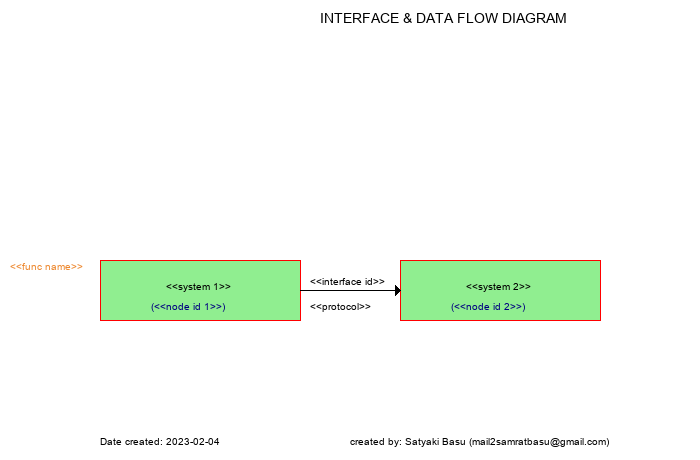 INTERFACE & DATA FLOW DIAGRAM
<<func name>>
<<system 1>>
(<<node id 1>>)
<<interface id>>
<<protocol>>
<<system 2>>
(<<node id 2>>)
Date created: 2023-02-04
created by: Satyaki Basu (mail2samratbasu@gmail.com)